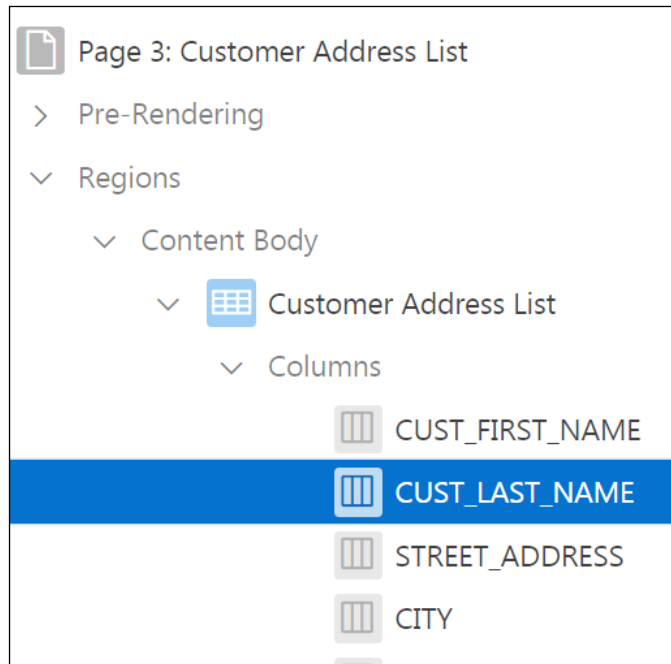 Page 3: Customer Address List
Pre-Rendering
Regions
Content Body
Customer Address List
Columns
CUST_FIRST_NAME
CUST_LAST_NAME
STREET_ADDRESS
CITY